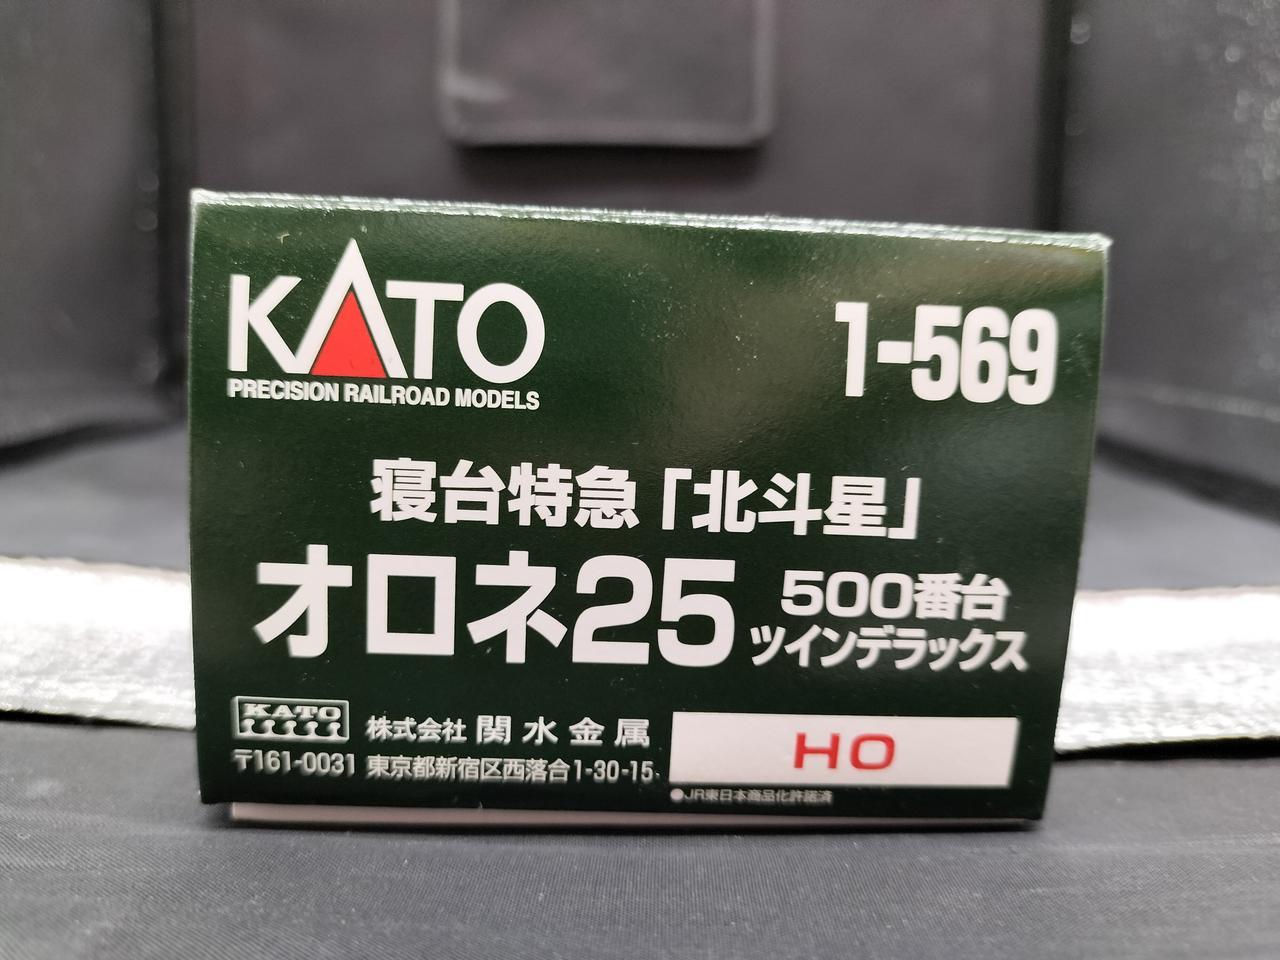 KATO
PRECISION RAILROAD MODELS
1-569
寝台特急「北斗星」
オロネ25
500番台
ツインデラックス
KATO
株式会社 関水金属
〒161-0031 東京都新宿区西落合1-30-15
HO
●JR東日本商品化許諾済